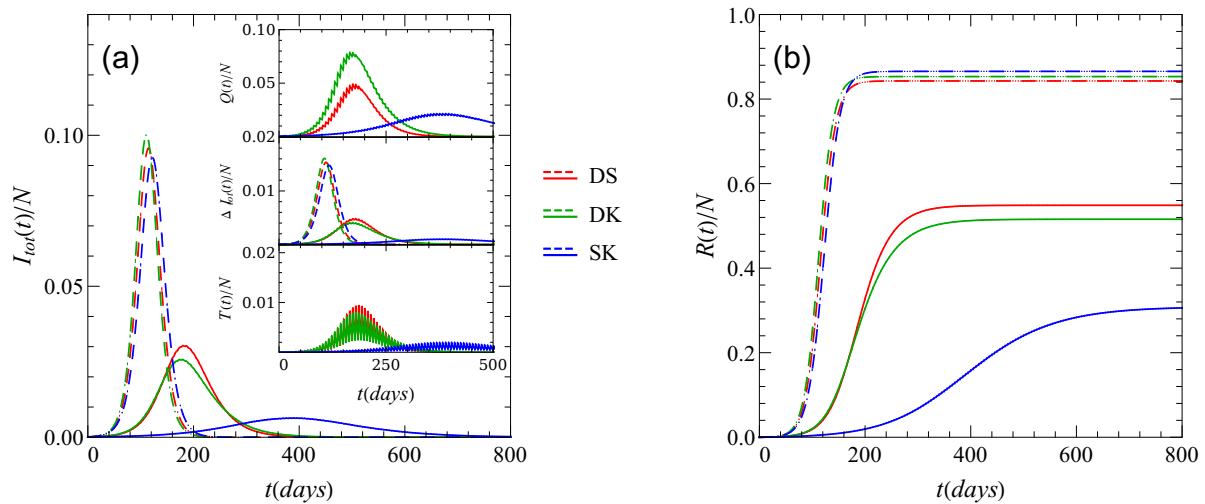 (a)
I_tot(t)/N
0.10
0.05
0.00
0 200 400 600 800
t(days)
Q(t)/N
0.10
0.05
0.02
Δ I_tot(t)/N
0.01
0.02
T(t)/N
0.01
0 250 500
t(days)
DS
DK
SK
(b)
R(t)/N
1.0
0.8
0.6
0.4
0.2
0.0
0 200 400 600 800
t(days)